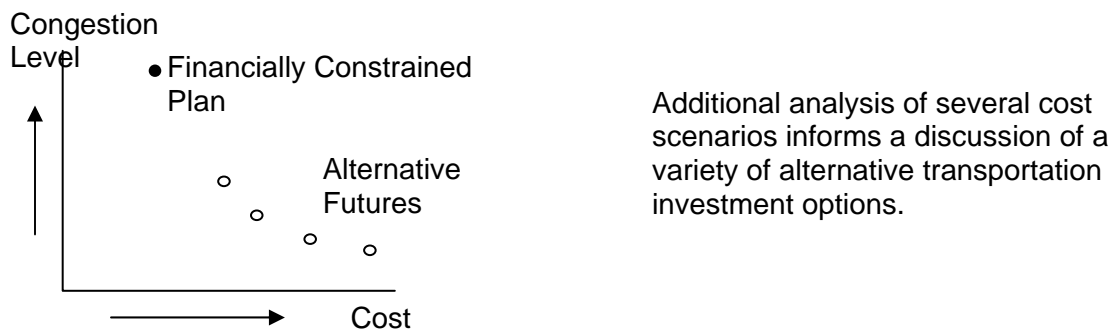 Congestion
Level
Financially Constrained
Plan
Alternative
Futures
Cost
Additional analysis of several cost
scenarios informs a discussion of a
variety of alternative transportation
investment options.